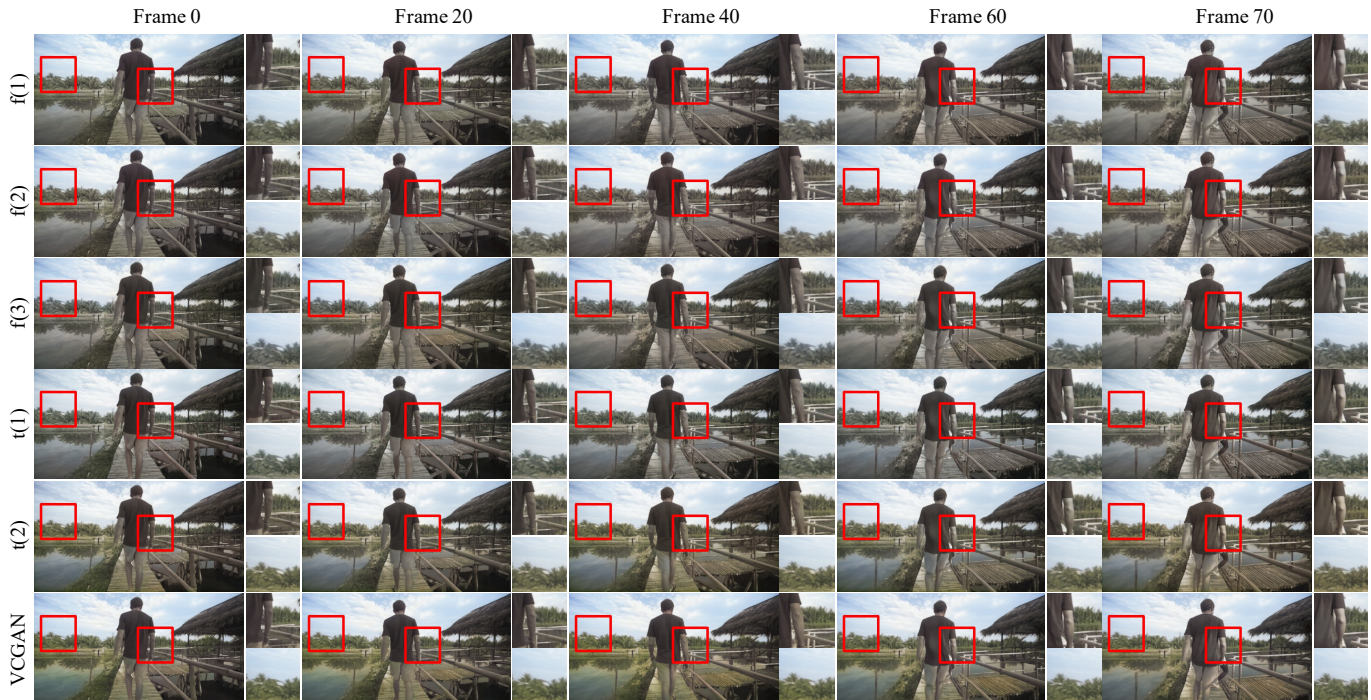 Frame 0 Frame 20 Frame 40 Frame 60 Frame 70
f(1)
f(2)
f(3)
t(1)
t(2)
VCGAN